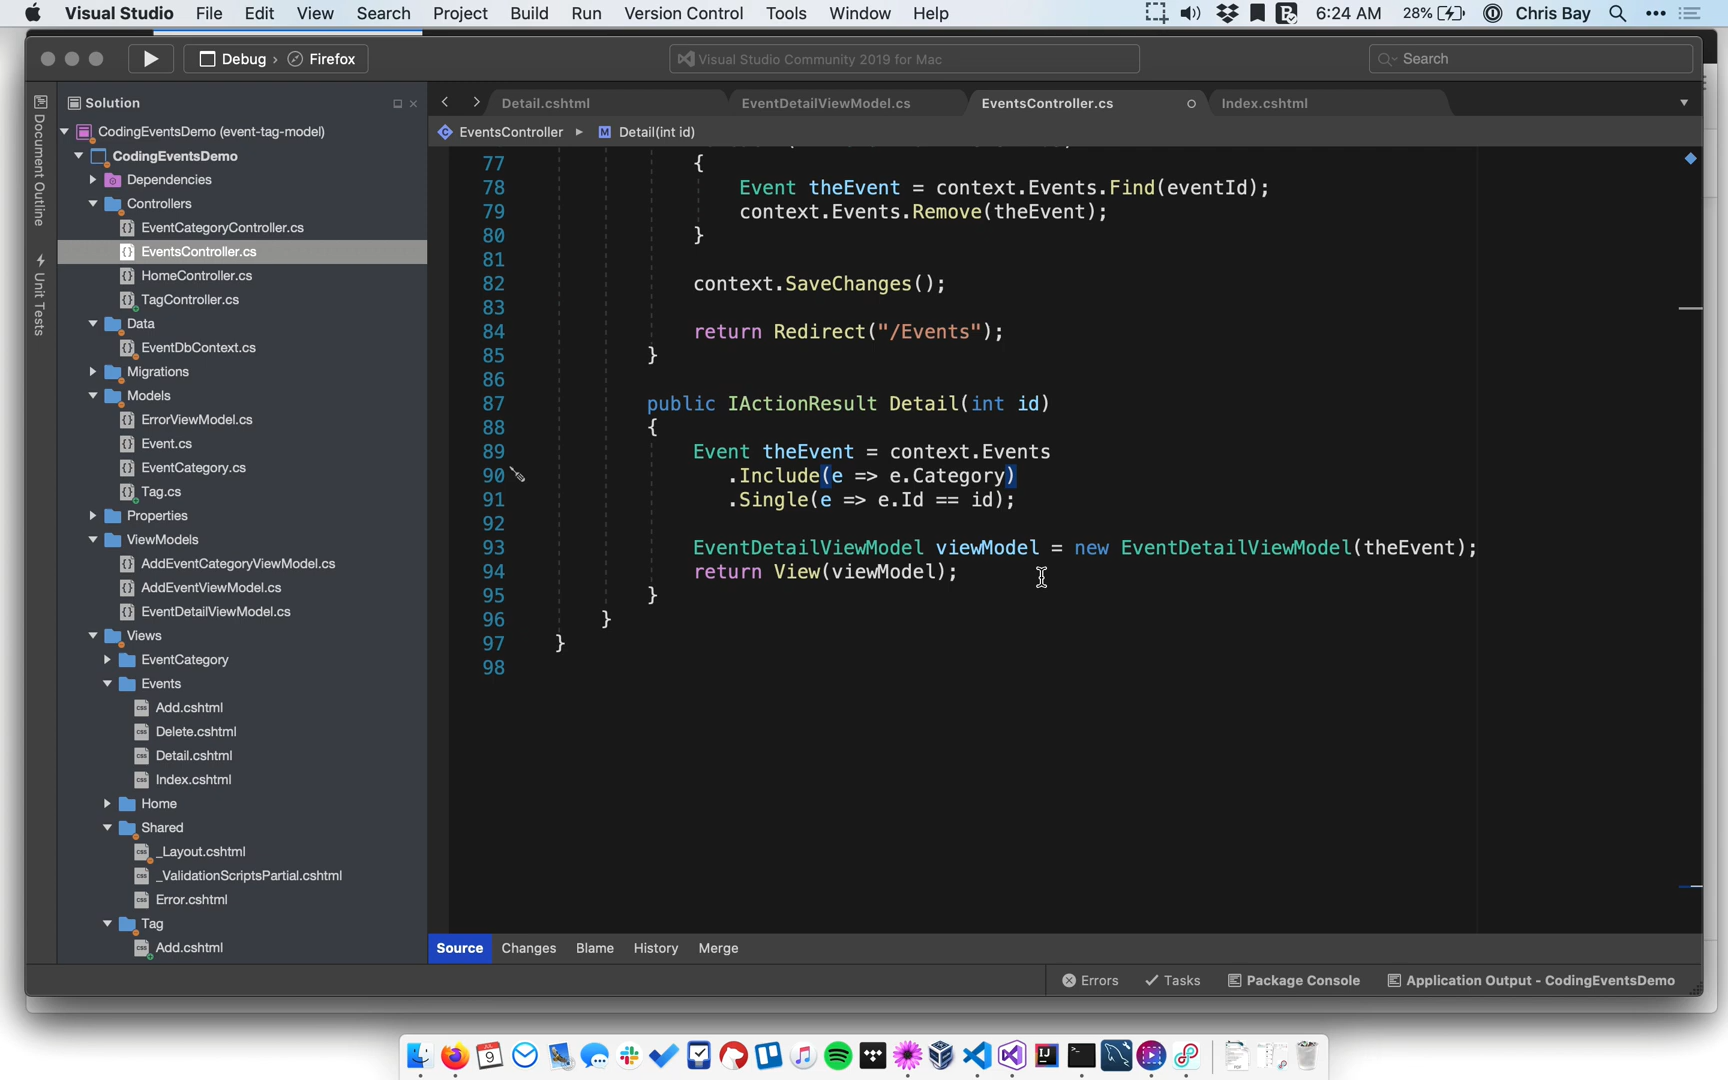 Visual Studio File Edit View Search Project Build Run Version Control Tools Window Help 6:24 AM 28% Chris Bay
Debug › Firefox
Visual Studio Community 2019 for Mac
Search
Document Outline
Unit Tests
Solution
CodingEventsDemo (event-tag-model)
CodingEventsDemo
Dependencies
Controllers
EventCategoryController.cs
EventsController.cs
HomeController.cs
TagController.cs
Data
EventDbContext.cs
Migrations
Models
ErrorViewModel.cs
Event.cs
EventCategory.cs
Tag.cs
Properties
ViewModels
AddEventCategoryViewModel.cs
AddEventViewModel.cs
EventDetailViewModel.cs
Views
EventCategory
Events
Add.cshtml
Delete.cshtml
Detail.cshtml
Index.cshtml
Home
Shared
_Layout.cshtml
_ValidationScriptsPartial.cshtml
Error.cshtml
Tag
Add.cshtml
Detail.cshtml EventDetailViewModel.cs EventsController.cs Index.cshtml
EventsController Detail(int id)
77 {
78 Event theEvent = context.Events.Find(eventId);
79 context.Events.Remove(theEvent);
80 }
81
82 context.SaveChanges();
83
84 return Redirect("/Events");
85 }
86
87 public IActionResult Detail(int id)
88 {
89 Event theEvent = context.Events
90 .Include(e => e.Category)
91 .Single(e => e.Id == id);
92
93 EventDetailViewModel viewModel = new EventDetailViewModel(theEvent);
94 return View(viewModel);
95 }
96 }
97 }
98
Source Changes Blame History Merge
Errors Tasks Package Console Application Output - CodingEventsDemo